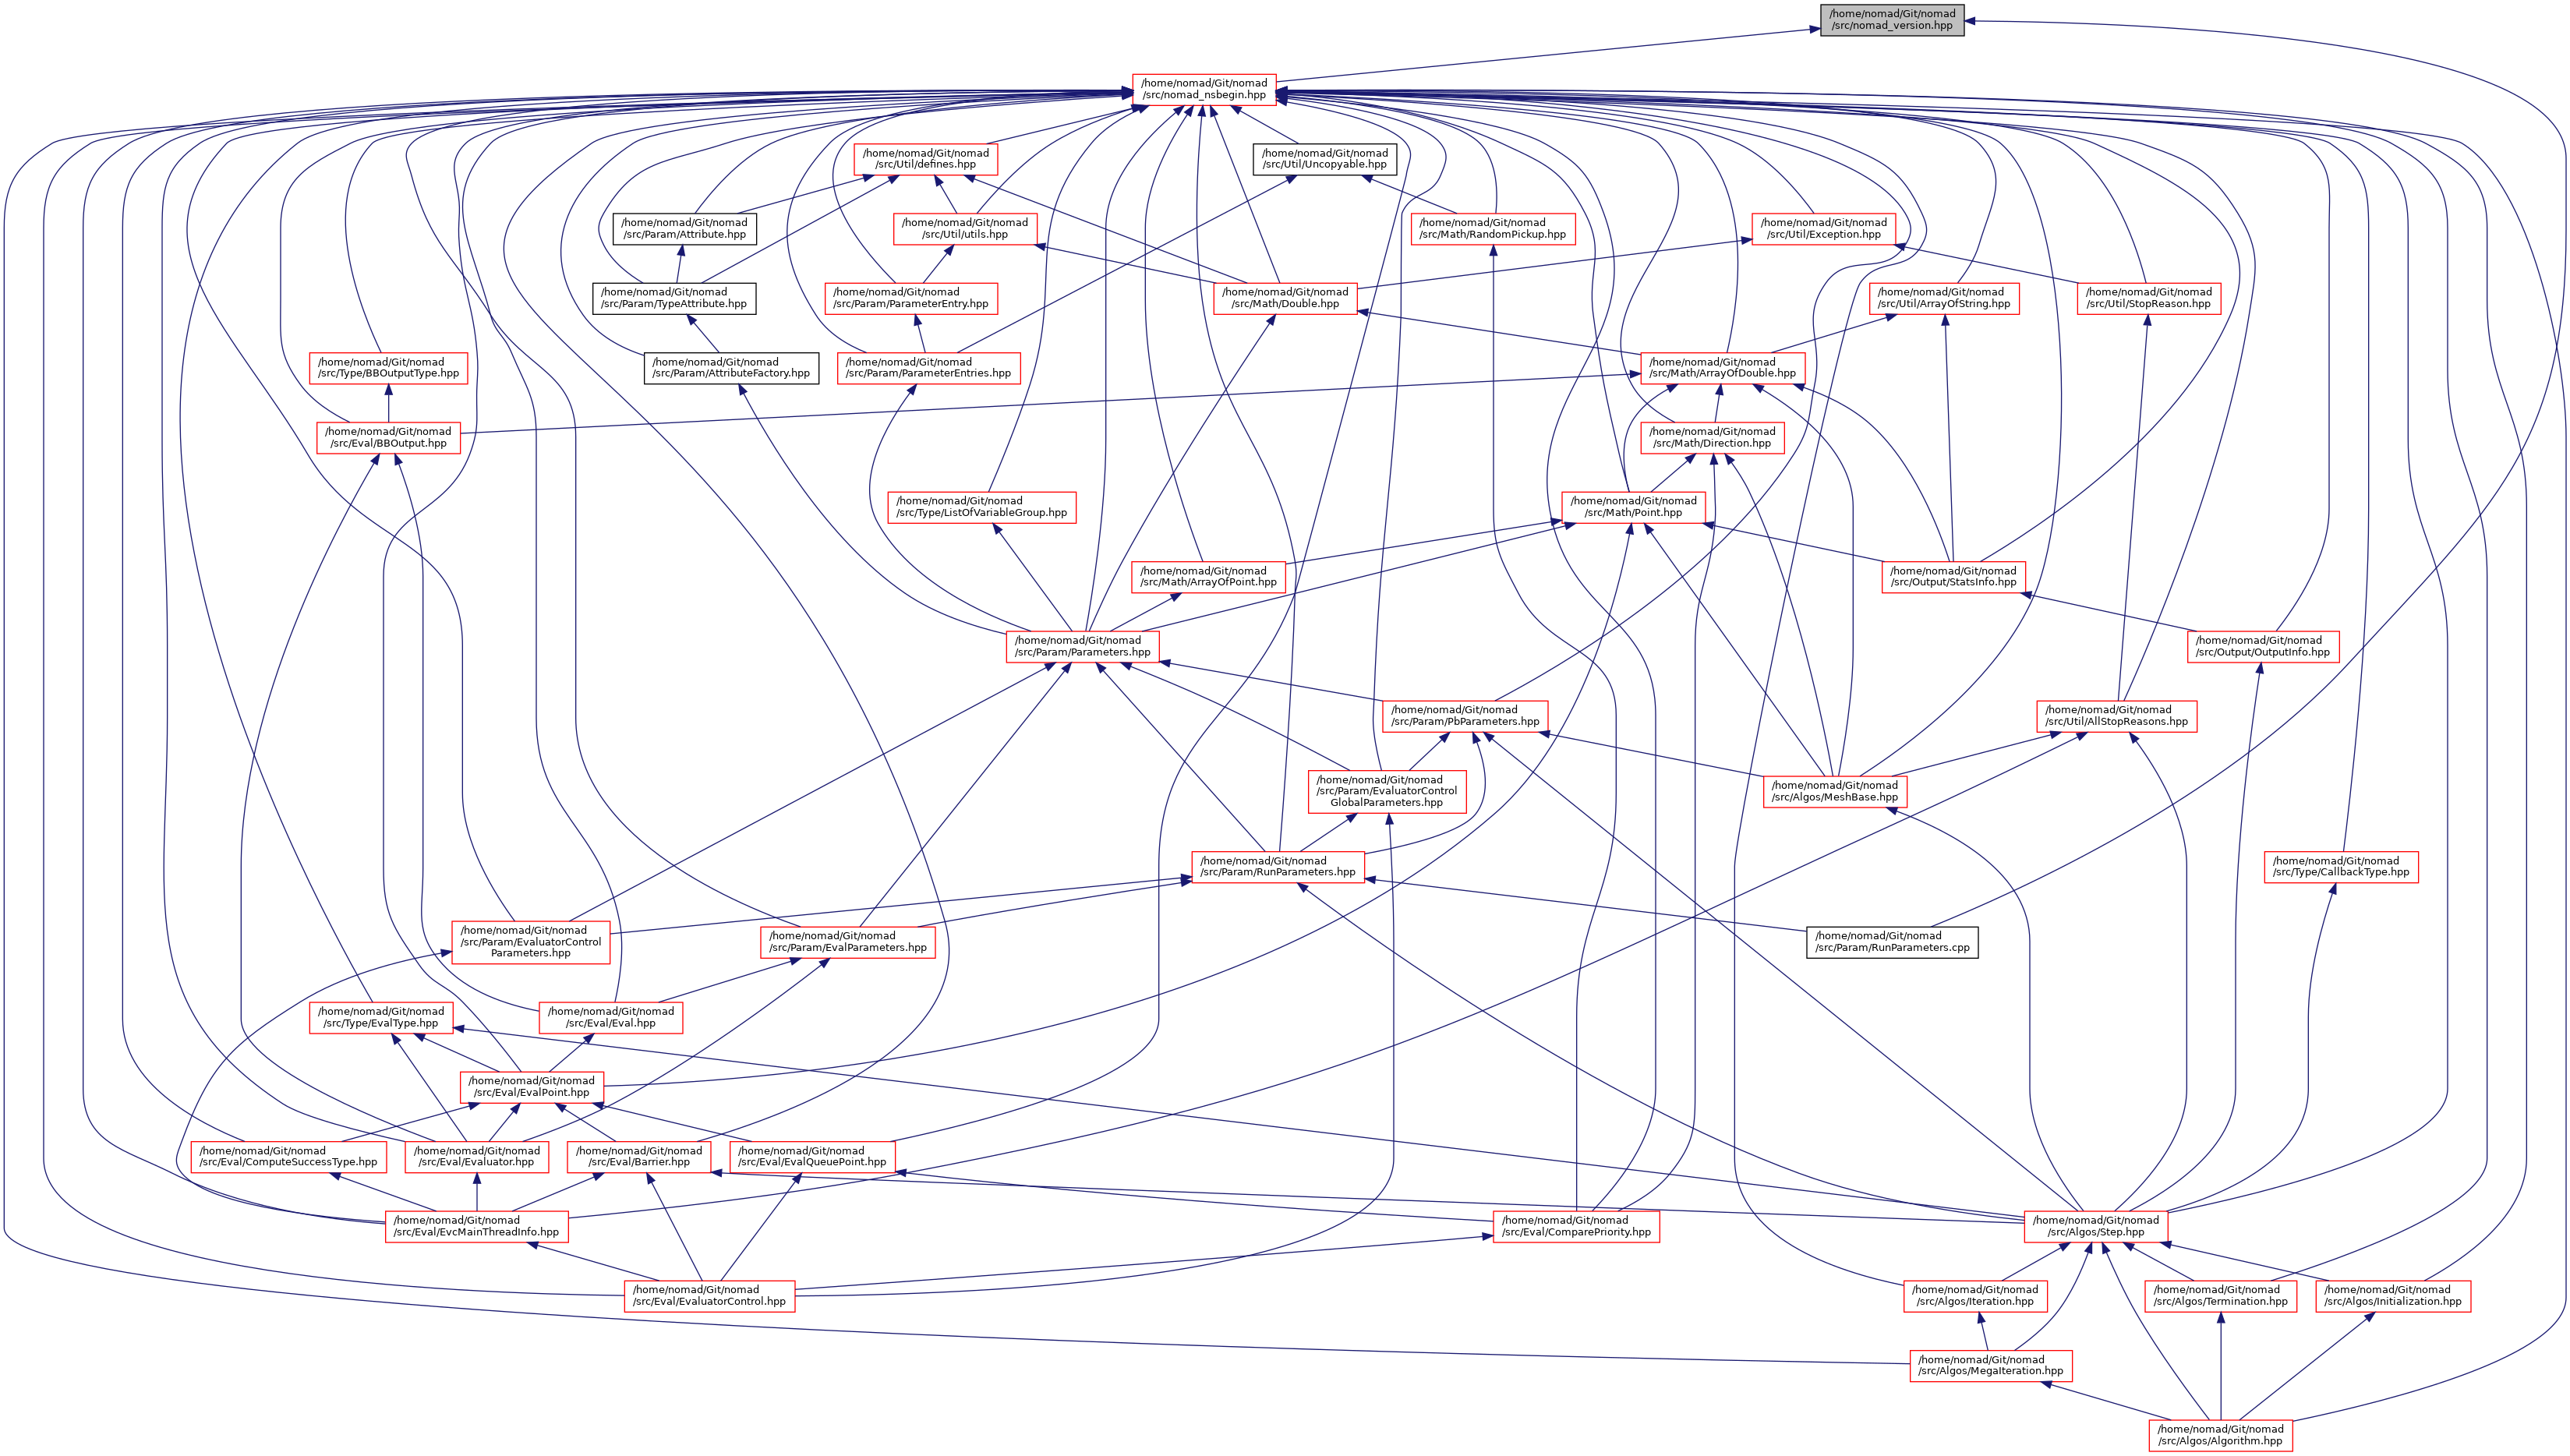 /home/nomad/Git/nomad
/src/nomad_version.hpp
/home/nomad/Git/nomad
/src/nomad_nsbegin.hpp
/home/nomad/Git/nomad
/src/Util/defines.hpp
/home/nomad/Git/nomad
/src/Util/Uncopyable.hpp
/home/nomad/Git/nomad
/src/Param/Attribute.hpp
/home/nomad/Git/nomad
/src/Util/utils.hpp
/home/nomad/Git/nomad
/src/Math/RandomPickup.hpp
/home/nomad/Git/nomad
/src/Util/Exception.hpp
/home/nomad/Git/nomad
/src/Param/TypeAttribute.hpp
/home/nomad/Git/nomad
/src/Param/ParameterEntry.hpp
/home/nomad/Git/nomad
/src/Math/Double.hpp
/home/nomad/Git/nomad
/src/Util/ArrayOfString.hpp
/home/nomad/Git/nomad
/src/Util/StopReason.hpp
/home/nomad/Git/nomad
/src/Type/BBOutputType.hpp
/home/nomad/Git/nomad
/src/Param/AttributeFactory.hpp
/home/nomad/Git/nomad
/src/Param/ParameterEntries.hpp
/home/nomad/Git/nomad
/src/Math/ArrayOfDouble.hpp
/home/nomad/Git/nomad
/src/Eval/BBOutput.hpp
/home/nomad/Git/nomad
/src/Math/Direction.hpp
/home/nomad/Git/nomad
/src/Type/ListOfVariableGroup.hpp
/home/nomad/Git/nomad
/src/Math/Point.hpp
/home/nomad/Git/nomad
/src/Math/ArrayOfPoint.hpp
/home/nomad/Git/nomad
/src/Output/StatsInfo.hpp
/home/nomad/Git/nomad
/src/Param/Parameters.hpp
/home/nomad/Git/nomad
/src/Output/OutputInfo.hpp
/home/nomad/Git/nomad
/src/Param/PbParameters.hpp
/home/nomad/Git/nomad
/src/Util/AllStopReasons.hpp
/home/nomad/Git/nomad
/src/Param/EvaluatorControl
GlobalParameters.hpp
/home/nomad/Git/nomad
/src/Algos/MeshBase.hpp
/home/nomad/Git/nomad
/src/Param/RunParameters.hpp
/home/nomad/Git/nomad
/src/Type/CallbackType.hpp
/home/nomad/Git/nomad
/src/Param/EvaluatorControl
Parameters.hpp
/home/nomad/Git/nomad
/src/Param/EvalParameters.hpp
/home/nomad/Git/nomad
/src/Param/RunParameters.cpp
/home/nomad/Git/nomad
/src/Type/EvalType.hpp
/home/nomad/Git/nomad
/src/Eval/Eval.hpp
/home/nomad/Git/nomad
/src/Eval/EvalPoint.hpp
/home/nomad/Git/nomad
/src/Eval/ComputeSuccessType.hpp
/home/nomad/Git/nomad
/src/Eval/Evaluator.hpp
/home/nomad/Git/nomad
/src/Eval/Barrier.hpp
/home/nomad/Git/nomad
/src/Eval/EvalQueuePoint.hpp
/home/nomad/Git/nomad
/src/Eval/EvcMainThreadInfo.hpp
/home/nomad/Git/nomad
/src/Eval/ComparePriority.hpp
/home/nomad/Git/nomad
/src/Algos/Step.hpp
/home/nomad/Git/nomad
/src/Eval/EvaluatorControl.hpp
/home/nomad/Git/nomad
/src/Algos/Iteration.hpp
/home/nomad/Git/nomad
/src/Algos/Termination.hpp
/home/nomad/Git/nomad
/src/Algos/Initialization.hpp
/home/nomad/Git/nomad
/src/Algos/MegaIteration.hpp
/home/nomad/Git/nomad
/src/Algos/Algorithm.hpp